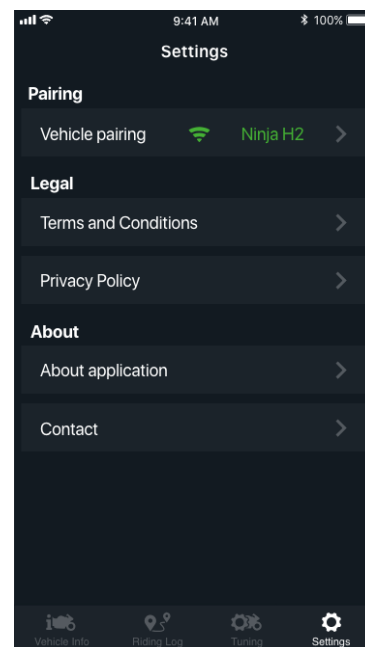 9:41 AM
100%
Settings
Pairing
Vehicle pairing Ninja H2
Legal
Terms and Conditions
Privacy Policy
About
About application
Contact
Vehicle Info Riding Log Tuning Settings